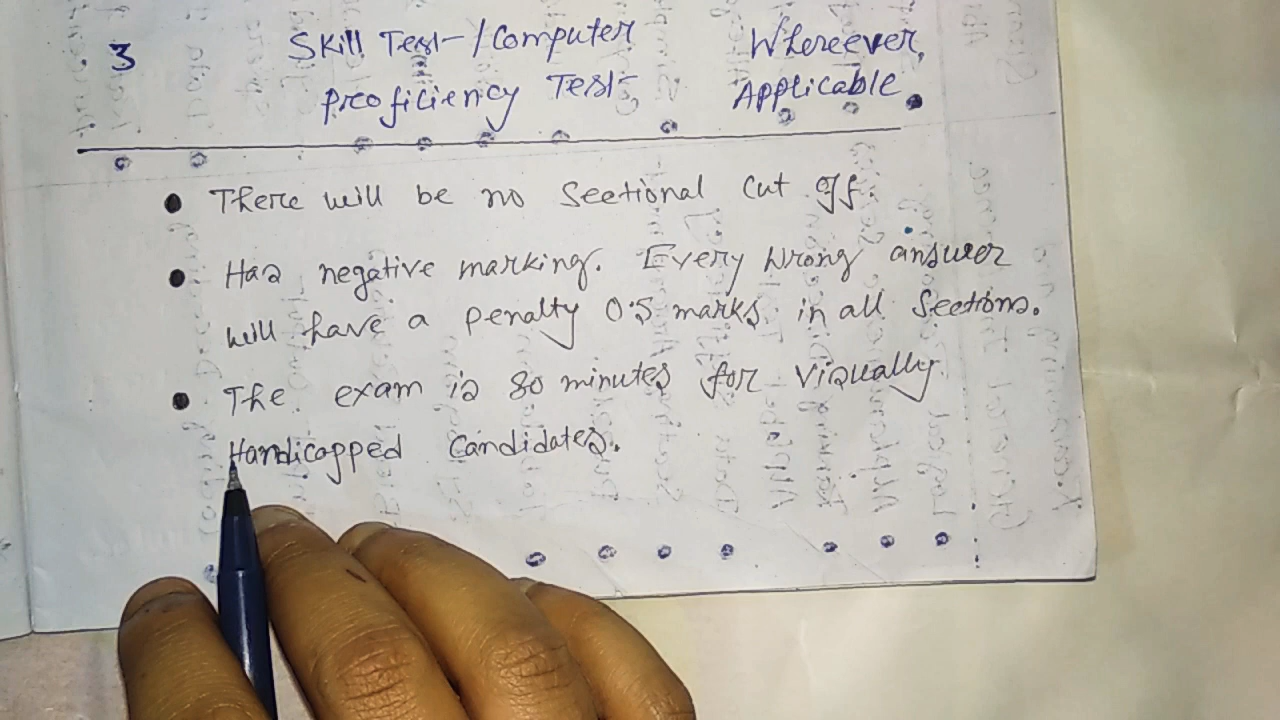 3 Skill Test-/Computer Whereever,
Proficiency Test- Applicable.
There will be no Sectional Cut off.
Has negative marking. Every Wrong answer
will have a penalty 0.5 marks in all Sections.
The exam is 80 minutes for Visually
Handicapped Candidates.